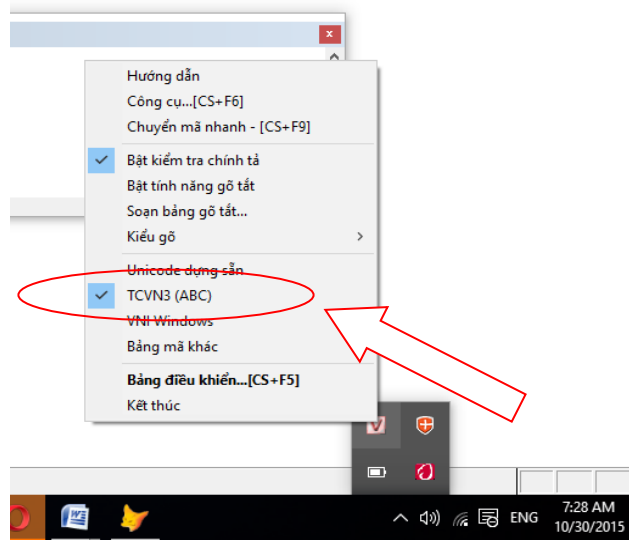 Hướng dẫn
Công cụ...[CS+F6]
Chuyển mã nhanh - [CS+F9]
Bật kiểm tra chính tả
Bật tính năng gõ tắt
Soạn bảng gõ tắt...
Kiểu gõ
Unicode dựng sẵn
TCVN3 (ABC)
VNI Windows
Bảng mã khác
Bảng điều khiển...[CS+F5]
Kết thúc
ENG
7:28 AM
10/30/2015